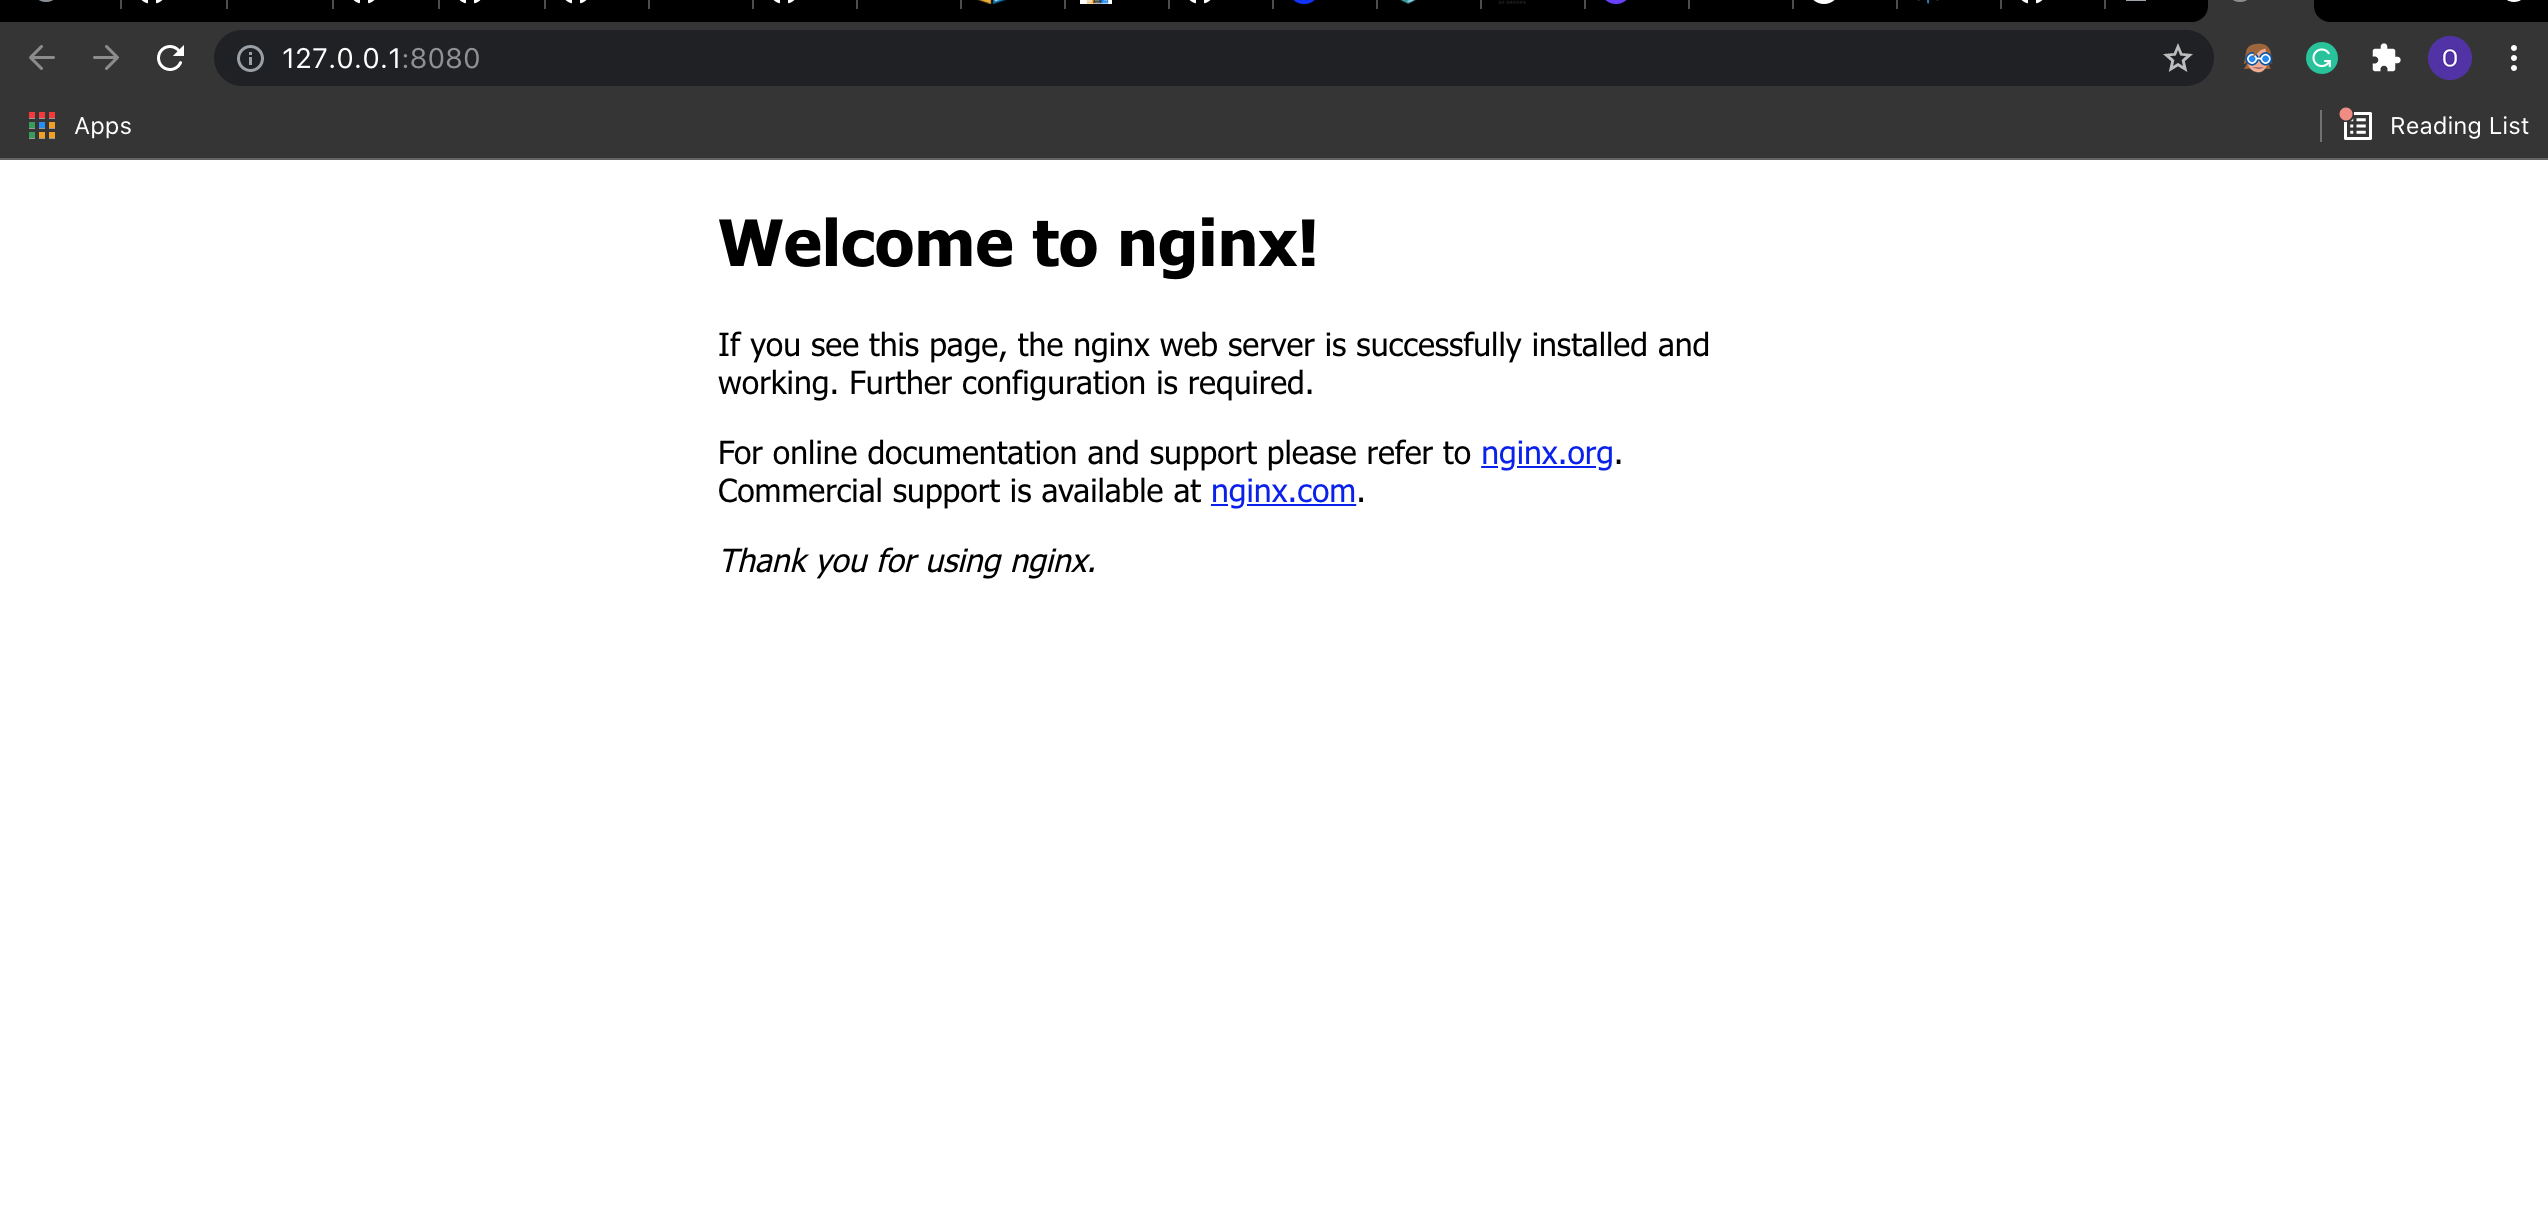 127.0.0.1:8080
O
Apps
Reading List
Welcome to nginx!
If you see this page, the nginx web server is successfully installed and
working. Further configuration is required.
For online documentation and support please refer to nginx.org.
Commercial support is available at nginx.com.
Thank you for using nginx.